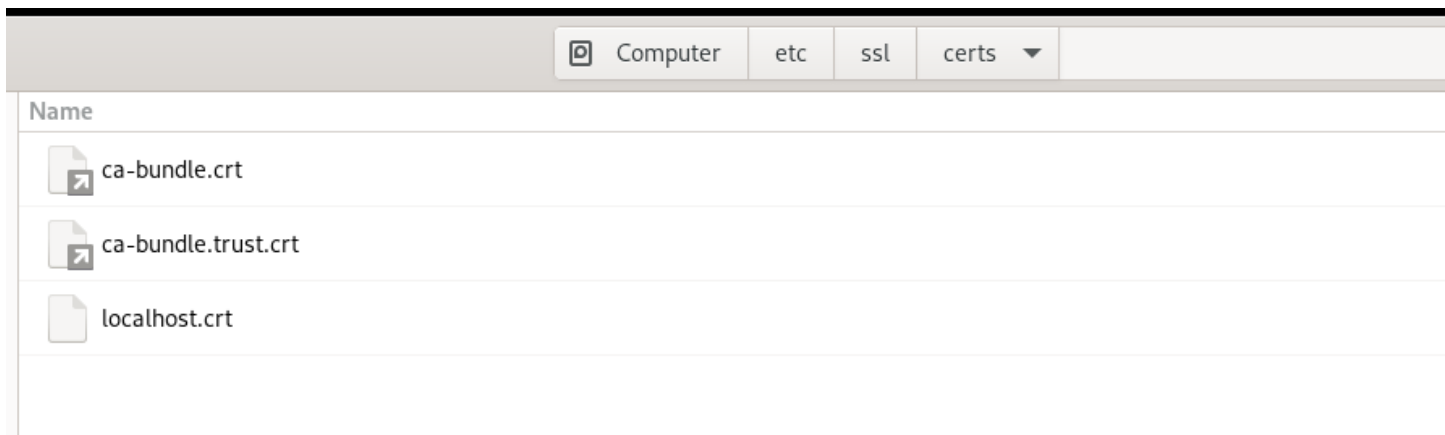 Computer etc ssl certs
Name
ca-bundle.crt
ca-bundle.trust.crt
localhost.crt